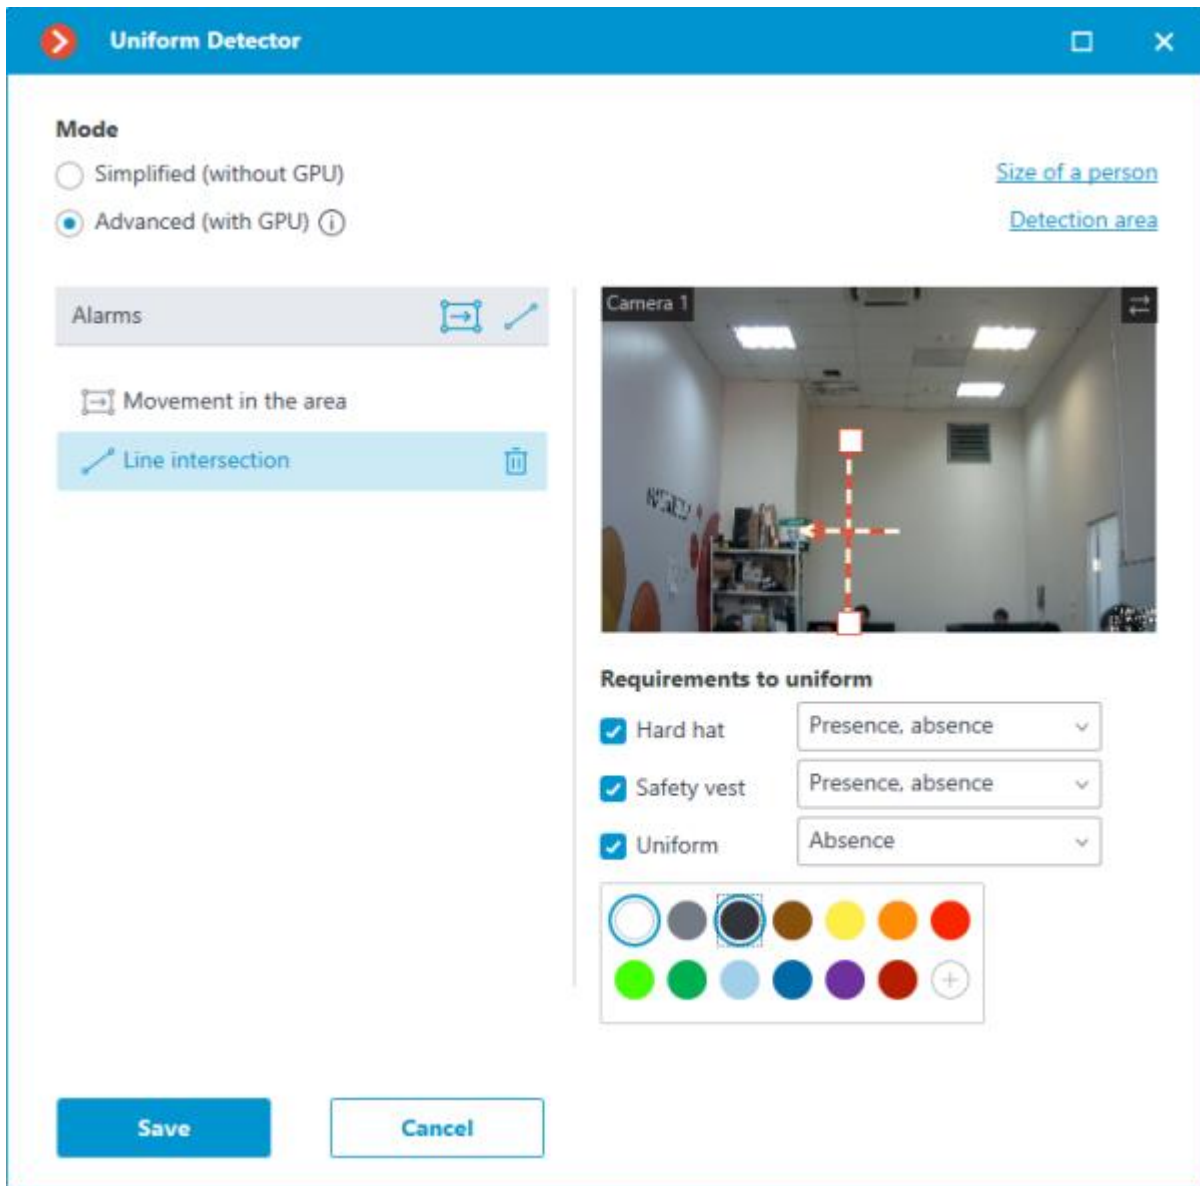 Uniform Detector
Mode
Simplified (without GPU)
Advanced (with GPU)
Size of a person
Detection area
Alarms
Movement in the area
Line intersection
Camera 1
Requirements to uniform
Hard hat
Presence, absence
Safety vest
Presence, absence
Uniform
Absence
Save
Cancel